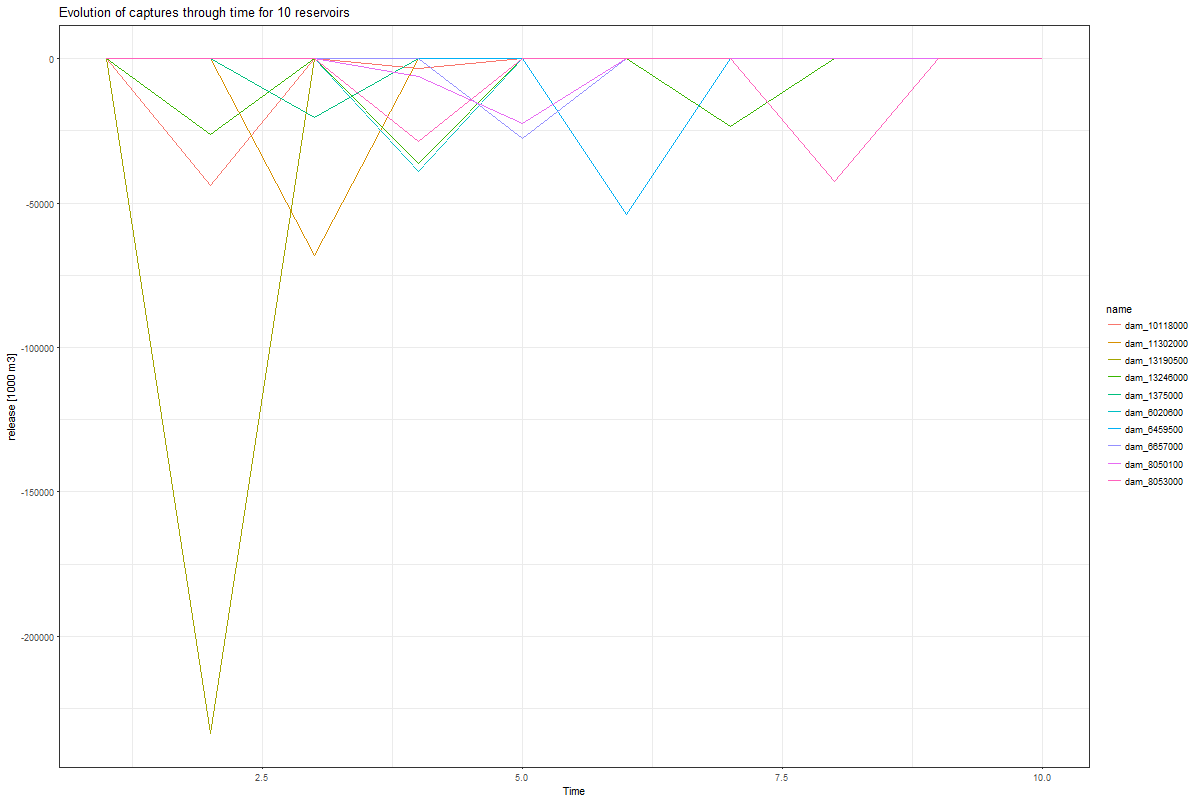 Evolution of captures through time for 10 reservoirs
0
-50000
-100000
-150000
-200000
release [1000 m3]
2.5
5.0
7.5
10.0
Time
name
dam_10118000
dam_11302000
dam_13190500
dam_13246000
dam_1375000
dam_6020600
dam_6459500
dam_6657000
dam_8050100
dam_8053000